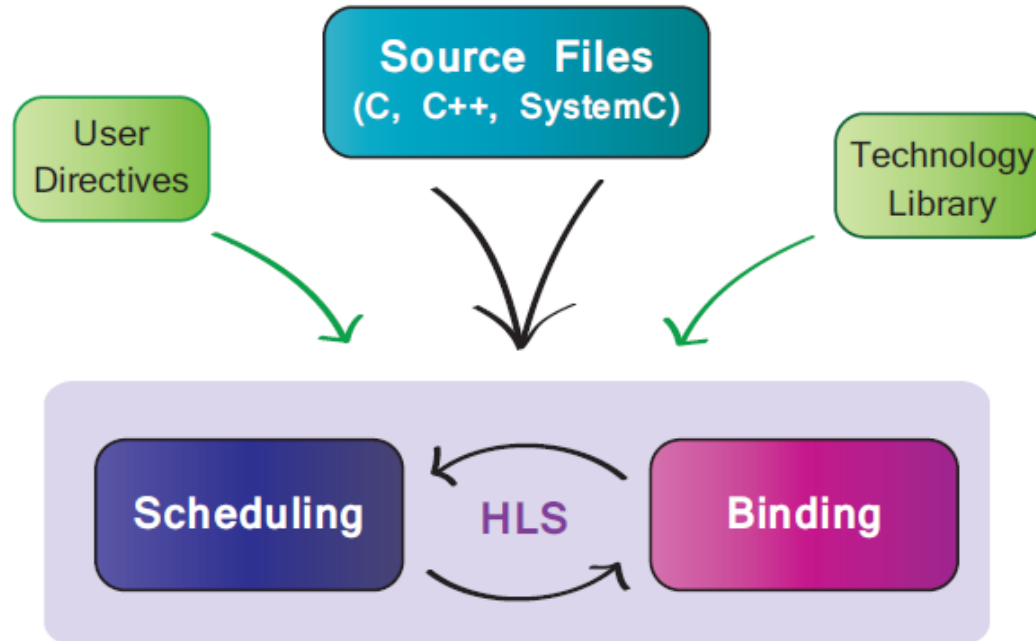 Source Files
(C, C++, SystemC)
User
Directives
Technology
Library
Scheduling
HLS
Binding